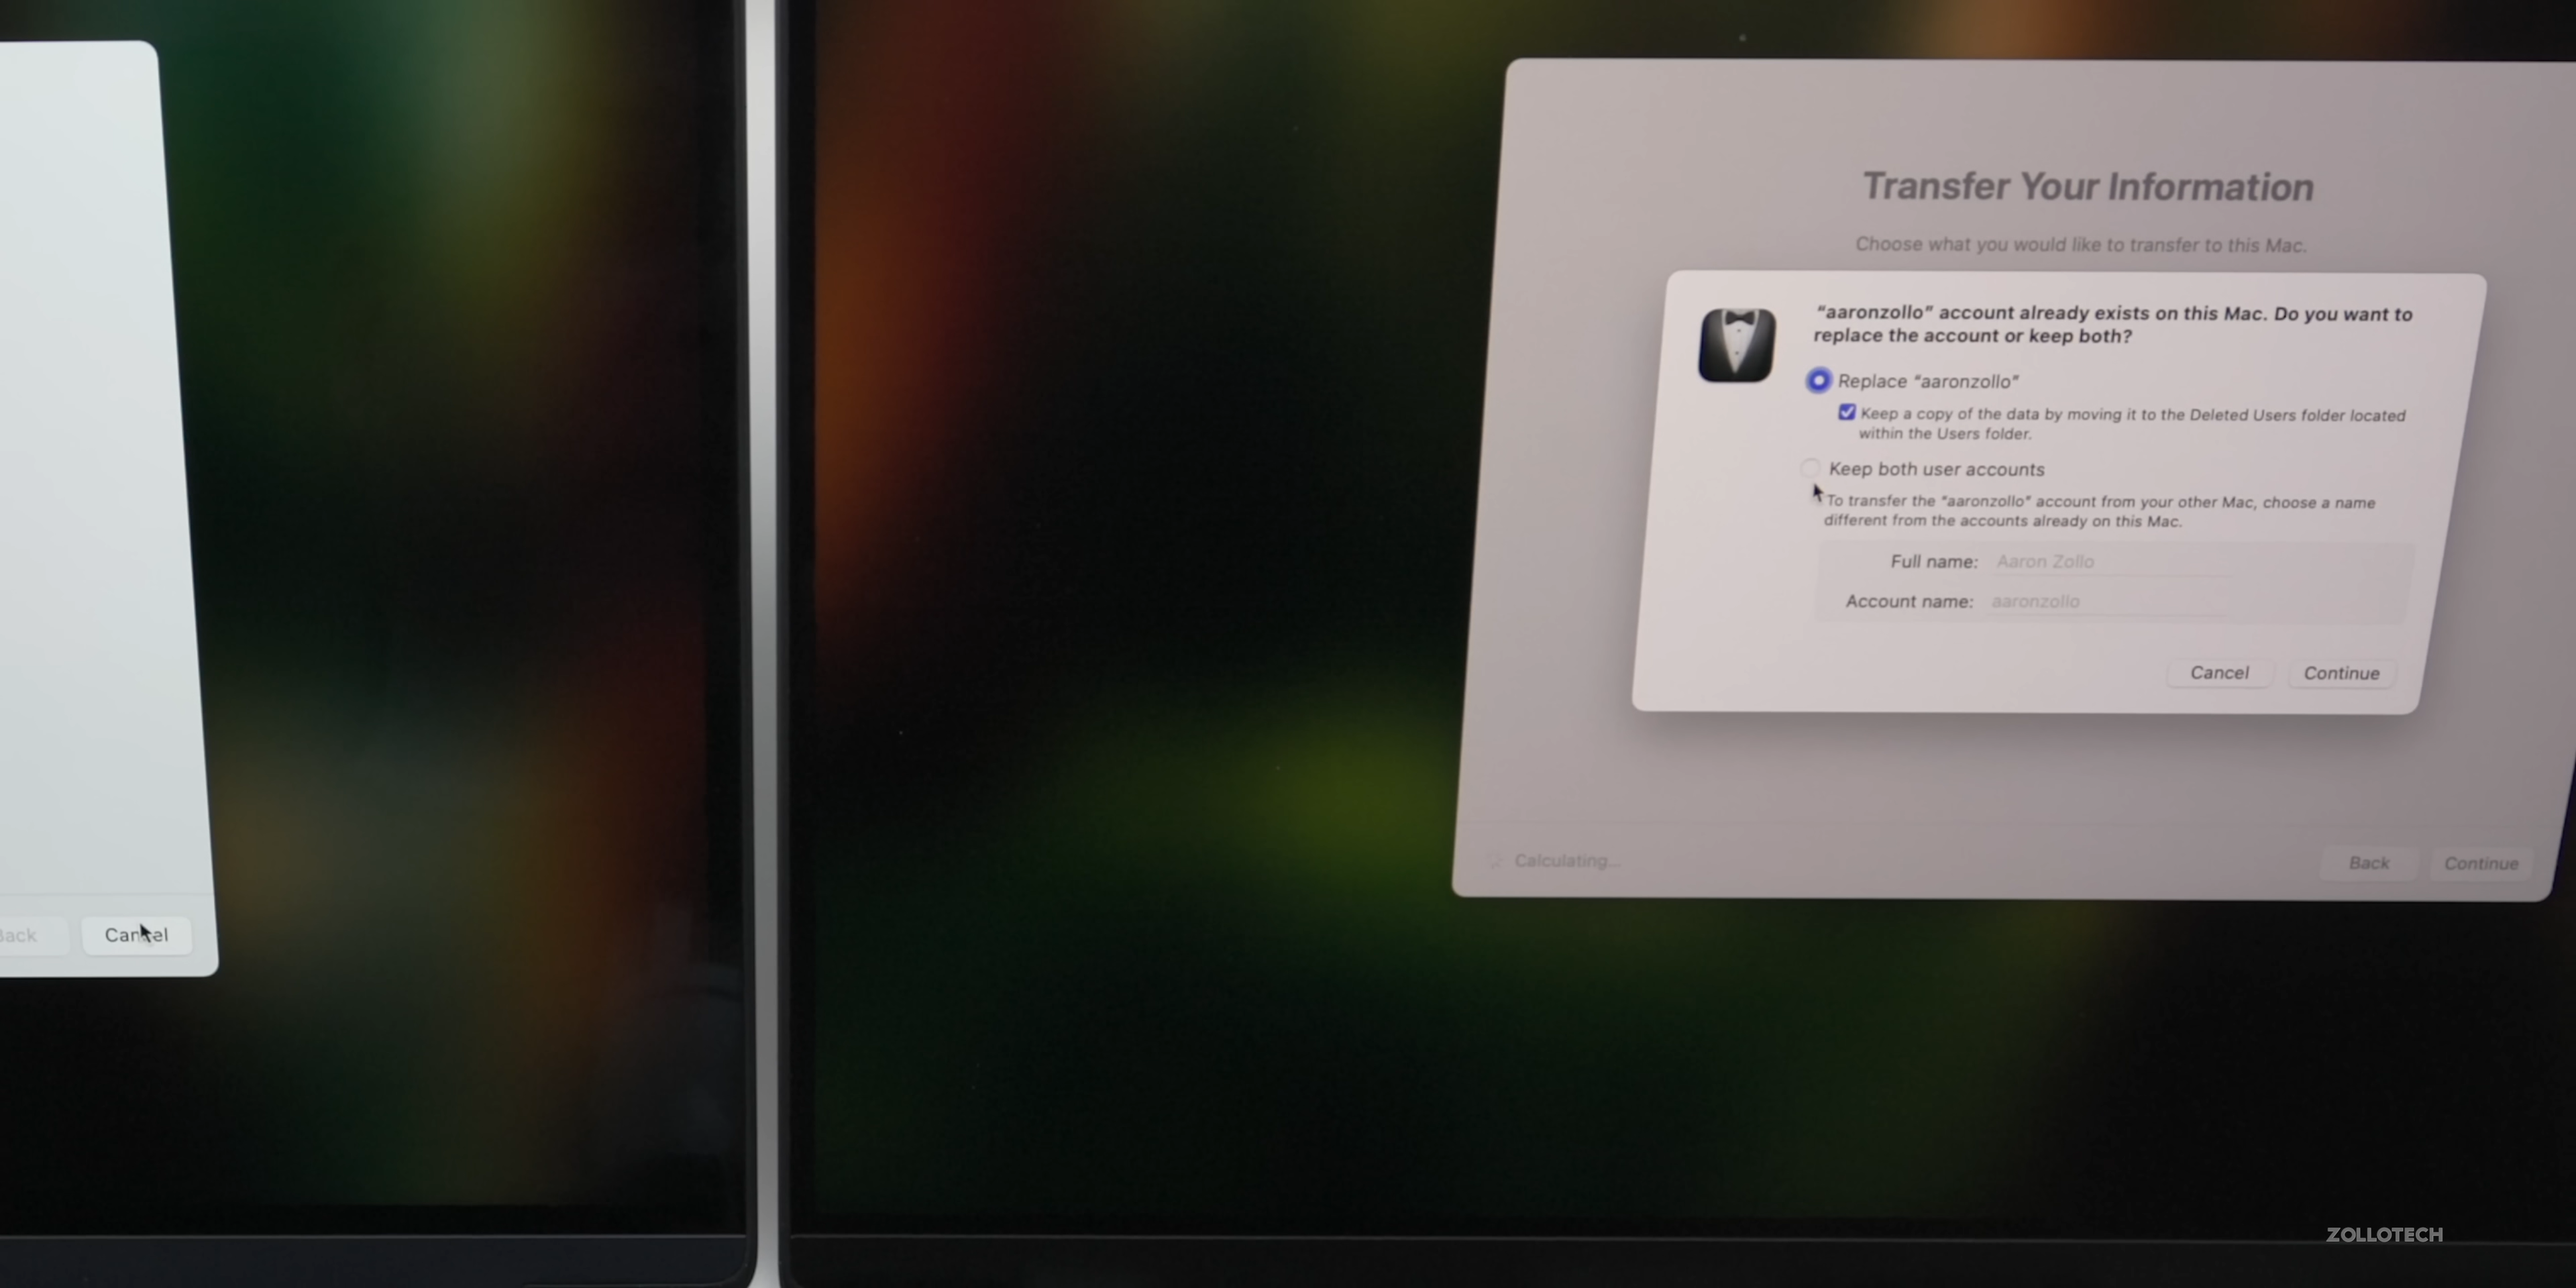 Transfer Your Information
Choose what you would like to transfer to this Mac.
“aaronzollo” account already exists on this Mac. Do you want to
replace the account or keep both?
Replace “aaronzollo”
Keep a copy of the data by moving it to the Deleted Users folder located
within the Users folder.
Keep both user accounts
To transfer the “aaronzollo” account from your other Mac, choose a name
different from the accounts already on this Mac.
Full name: Aaron Zollo
Account name: aaronzollo
Cancel Continue
Calculating...
Back Continue
Back Cancel
ZOLLOTECH